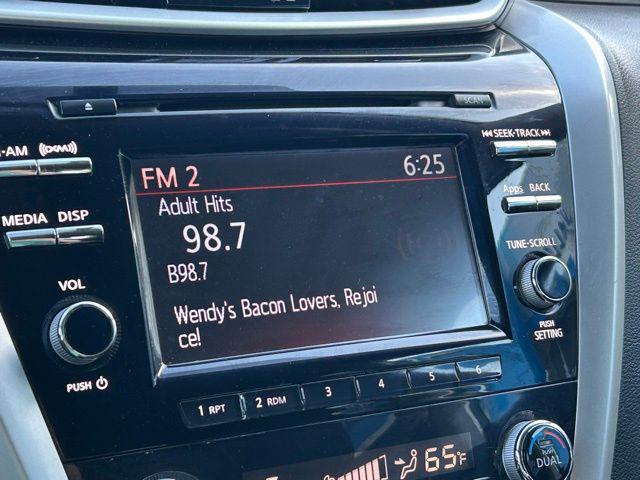 SCAN
-AM
SEEK·TRACK
FM 2
6:25
Adult Hits
Apps BACK
MEDIA DISP
98.7
B98.7
TUNE·SCROLL
VOL
Wendy's Bacon Lovers, Rejoi
ce!
PUSH
SETTING
PUSH
1 RPT
2 RDM
3
4
5
6
65°F
PUSH
DUAL